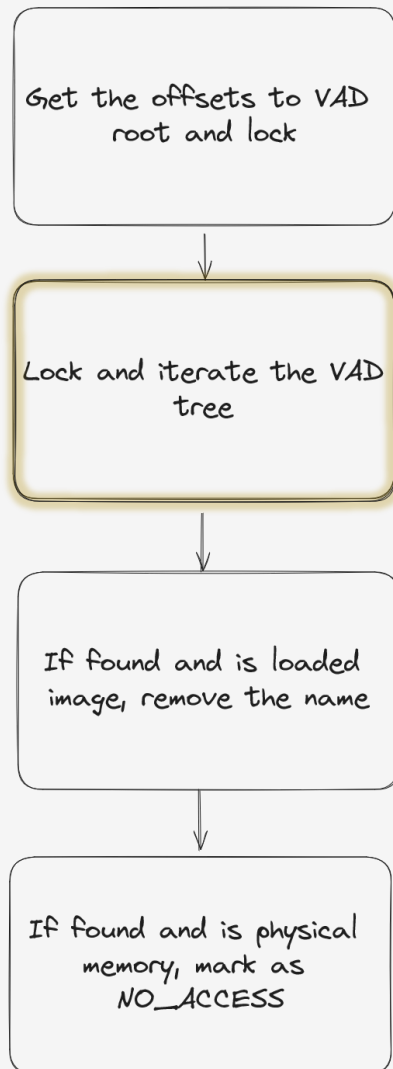 Get the offsets to VAD
root and lock
Lock and iterate the VAD
tree
If found and is loaded
image, remove the name
If found and is physical
memory, mark as
NO_ACCESS